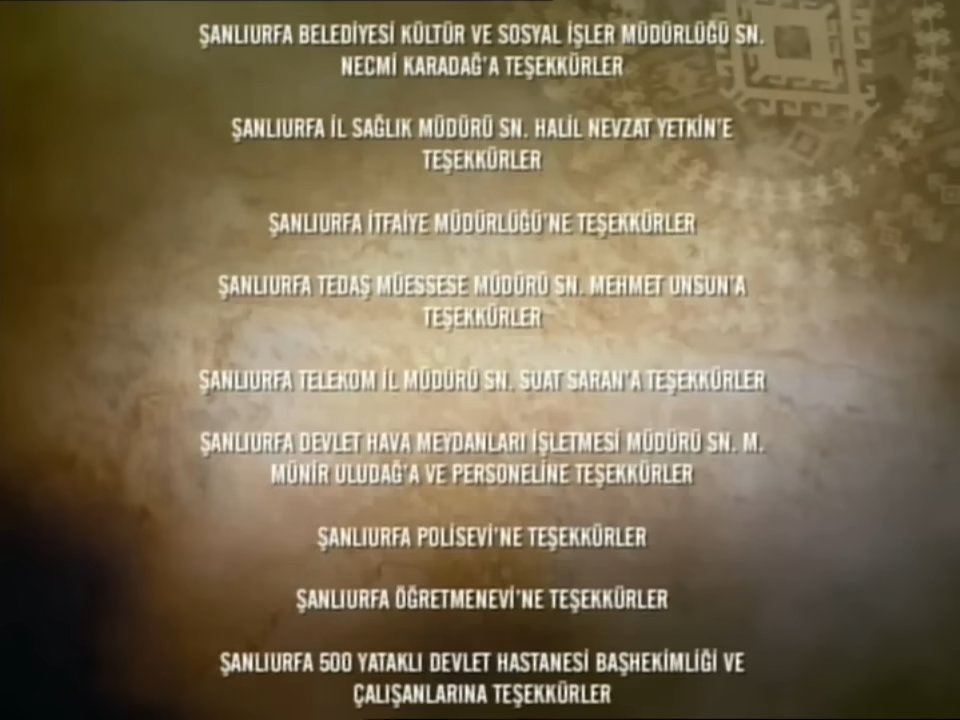 ŞANLIURFA BELEDİYESİ KÜLTÜR VE SOSYAL İŞLER MÜDÜRLÜĞÜ SN.
NECMİ KARADAĞ'A TEŞEKKÜRLER
ŞANLIURFA İL SAĞLIK MÜDÜRÜ SN. HALİL NEVZAT YETKİN'E
TEŞEKKÜRLER
ŞANLIURFA İTFAİYE MÜDÜRLÜĞÜ'NE TEŞEKKÜRLER
ŞANLIURFA TEDAŞ MÜESSESE MÜDÜRÜ SN. MEHMET UNSUN'A
TEŞEKKÜRLER
ŞANLIURFA TELEKOM İL MÜDÜRÜ SN. SUAT SARAN'A TEŞEKKÜRLER
ŞANLIURFA DEVLET HAVA MEYDANLARI İŞLETMESİ MÜDÜRÜ SN. M.
MÜNİR ULUDAĞ'A VE PERSONELİNE TEŞEKKÜRLER
ŞANLIURFA POLİSEVİ'NE TEŞEKKÜRLER
ŞANLIURFA ÖĞRETMENEVİ'NE TEŞEKKÜRLER
ŞANLIURFA 500 YATAKLI DEVLET HASTANESİ BAŞHEKİMLİĞİ VE
ÇALIŞANLARINA TEŞEKKÜRLER